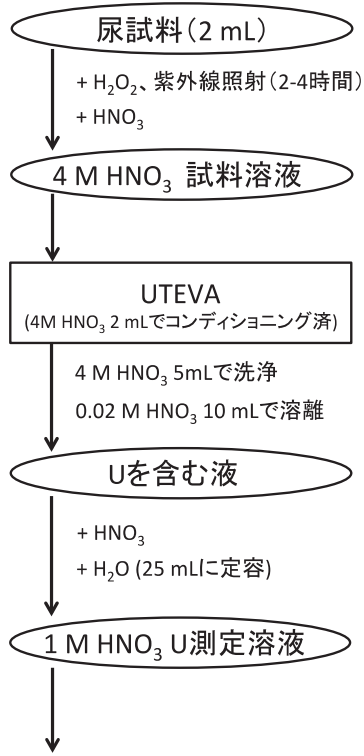 尿試料(2 mL)
+ H₂O₂、紫外線照射(2-4時間)
+ HNO₃
4 M HNO₃ 試料溶液
UTEVA
(4M HNO₃ 2 mLでコンディショニング済)
4 M HNO₃ 5mLで洗浄
0.02 M HNO₃ 10 mLで溶離
Uを含む液
+ HNO₃
+ H₂O (25 mLに定容)
1 M HNO₃ U測定溶液